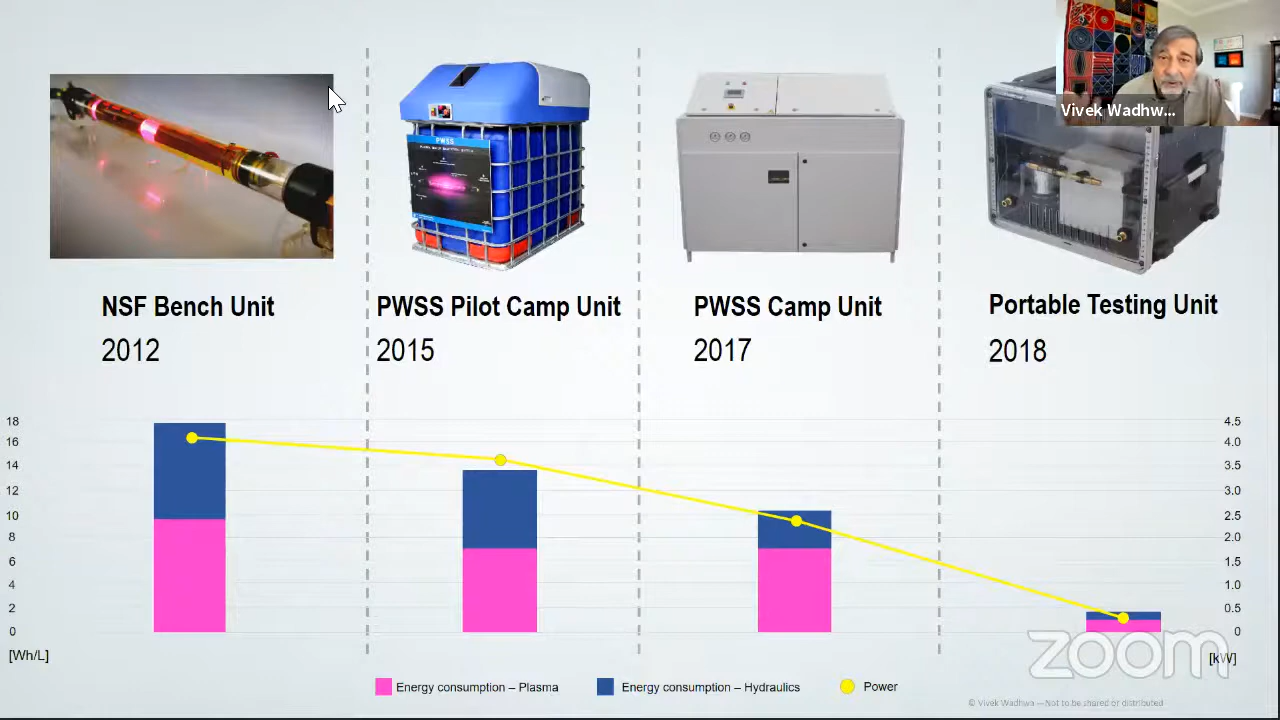 Vivek Wadhw...
PWSS
NSF Bench Unit
2012
PWSS Pilot Camp Unit
2015
PWSS Camp Unit
2017
Portable Testing Unit
2018
18
16
14
12
10
8
6
4
2
0
[Wh/L]
4.5
4.0
3.5
3.0
2.5
2.0
1.5
1.0
0.5
0
[kW]
zoom
Energy consumption – Plasma
Energy consumption – Hydraulics
Power
© Vivek Wadhwa — Not to be shared or distributed